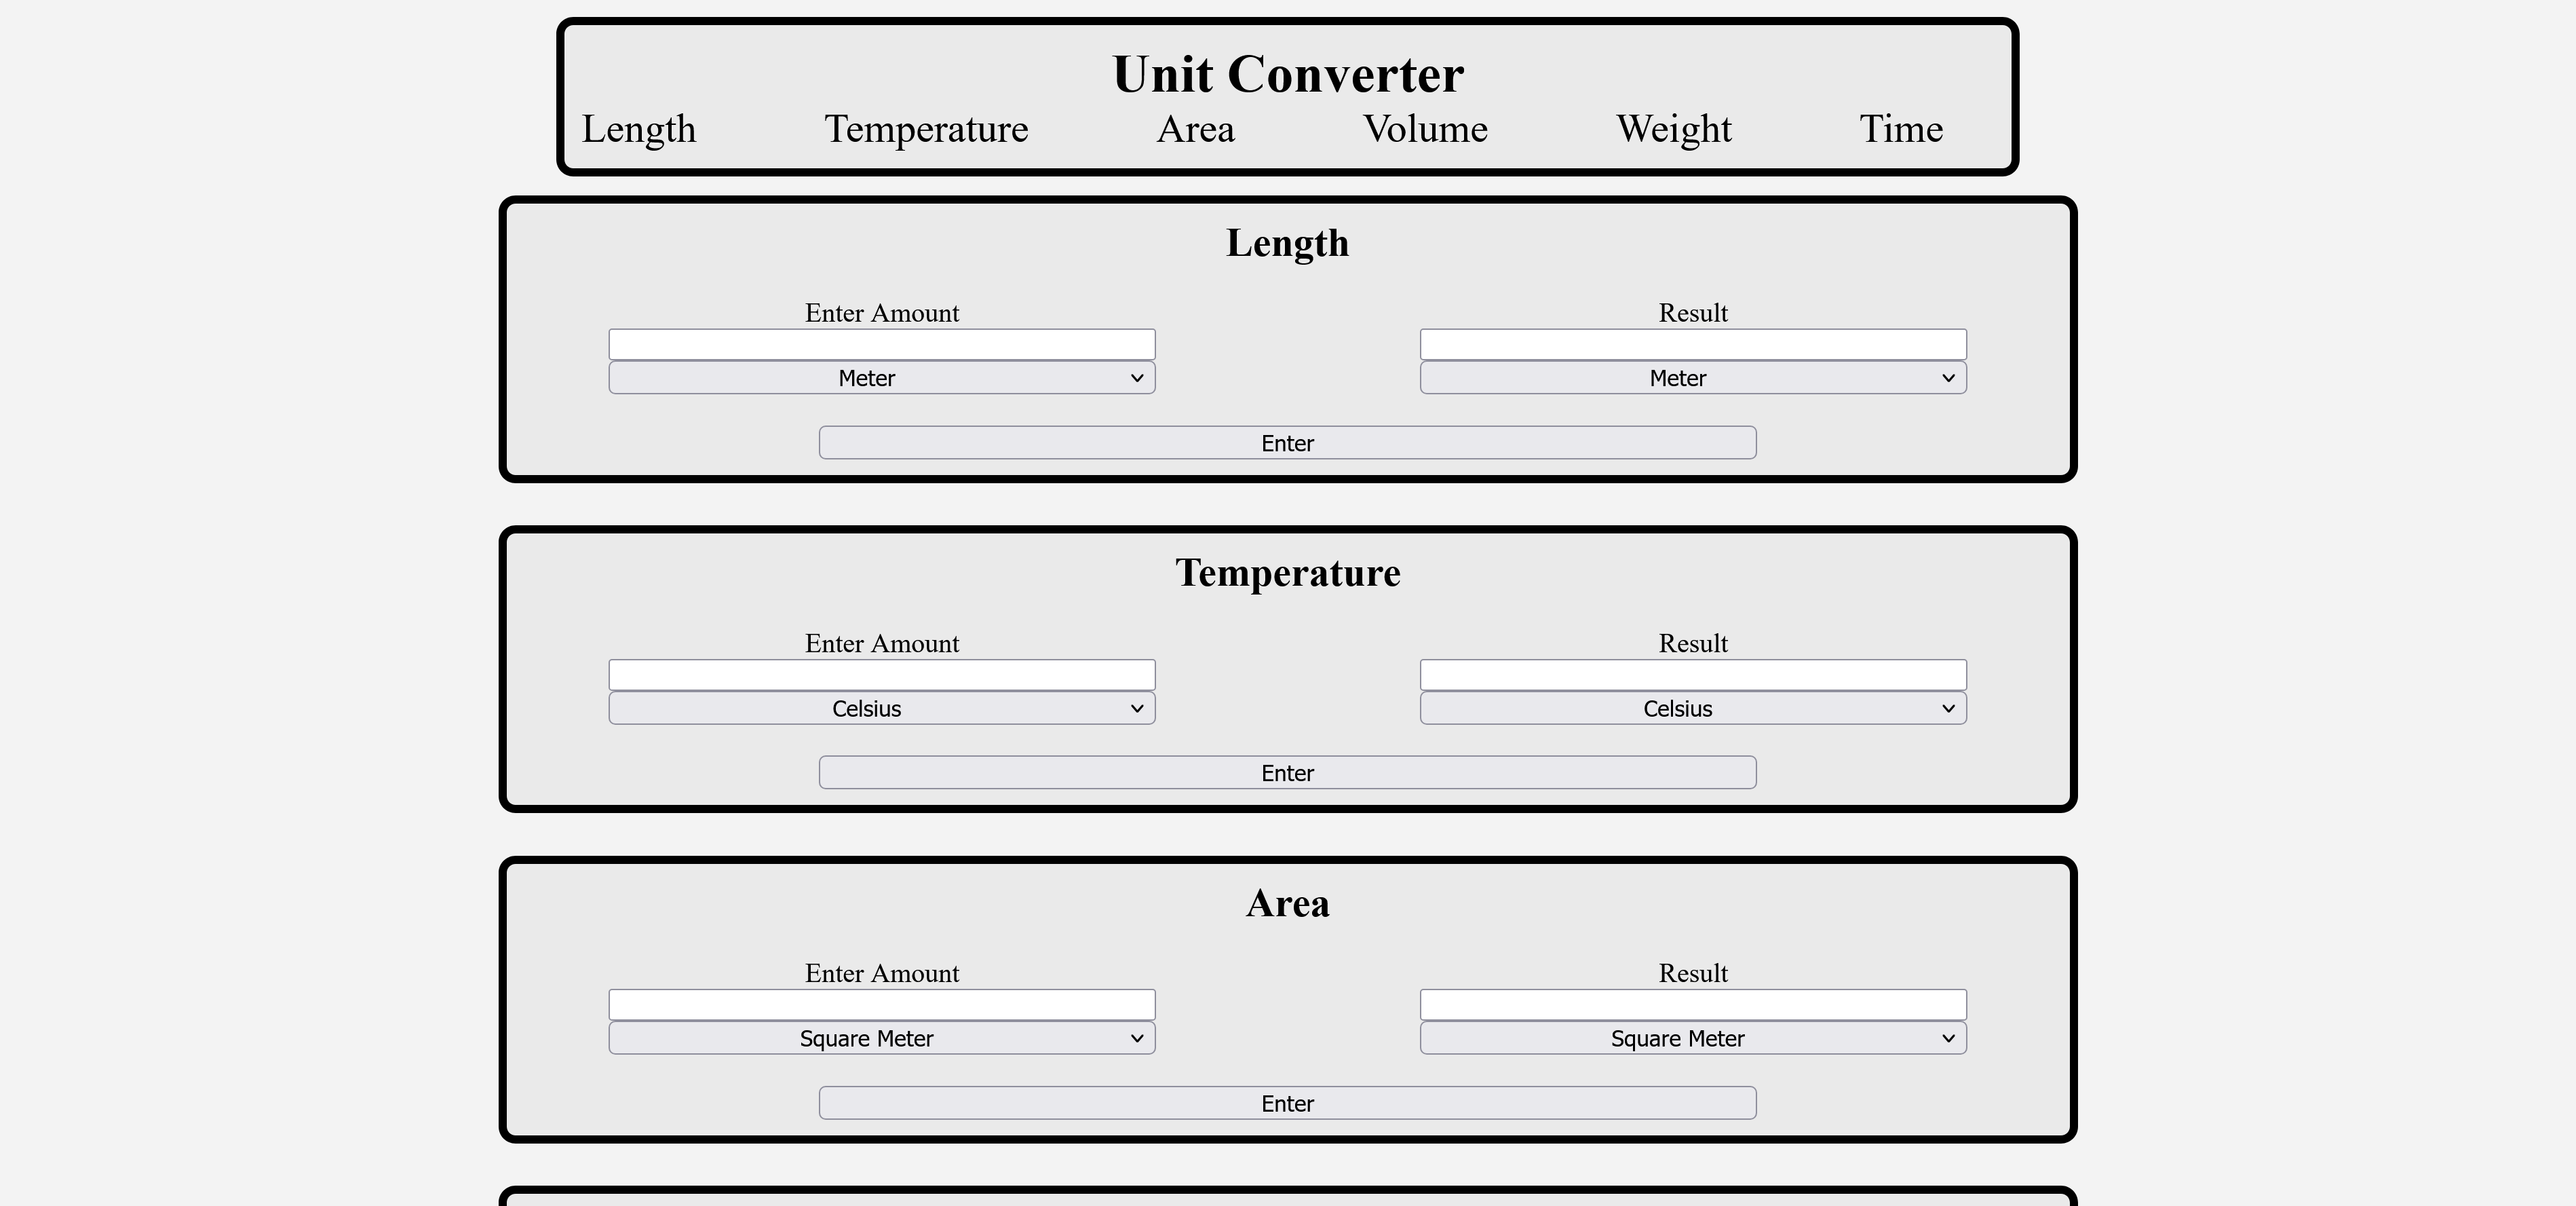 Unit Converter
Length Temperature Area Volume Weight Time
Length
Enter Amount Result
Meter Meter
Enter
Temperature
Enter Amount Result
Celsius Celsius
Enter
Area
Enter Amount Result
Square Meter Square Meter
Enter